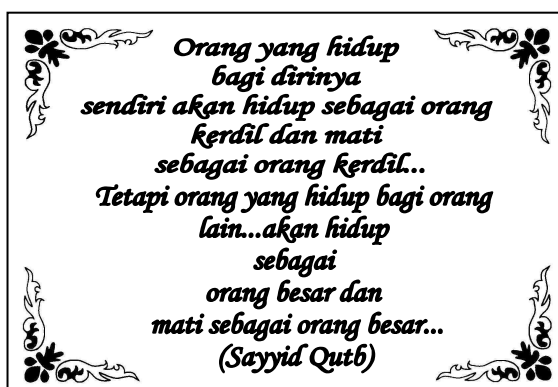 Orang yang hidup
bagi dirinya
sendiri akan hidup sebagai orang
kerdil dan mati
sebagai orang kerdil...
Tetapi orang yang hidup bagi orang
lain...akan hidup
sebagai
orang besar dan
mati sebagai orang besar...
(Sayyid Qutb)